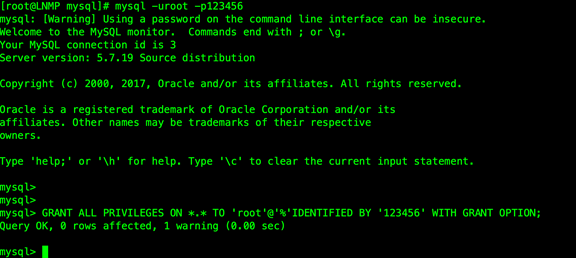 [root@LNMP mysql]# mysql -uroot -p123456
mysql: [Warning] Using a password on the command line interface can be insecure.
Welcome to the MySQL monitor.  Commands end with ; or \g.
Your MySQL connection id is 3
Server version: 5.7.19 Source distribution

Copyright (c) 2000, 2017, Oracle and/or its affiliates. All rights reserved.

Oracle is a registered trademark of Oracle Corporation and/or its
affiliates. Other names may be trademarks of their respective
owners.

Type 'help;' or '\h' for help. Type '\c' to clear the current input statement.

mysql>
mysql>
mysql> GRANT ALL PRIVILEGES ON *.* TO 'root'@'%'IDENTIFIED BY '123456' WITH GRANT OPTION;
Query OK, 0 rows affected, 1 warning (0.00 sec)

mysql>